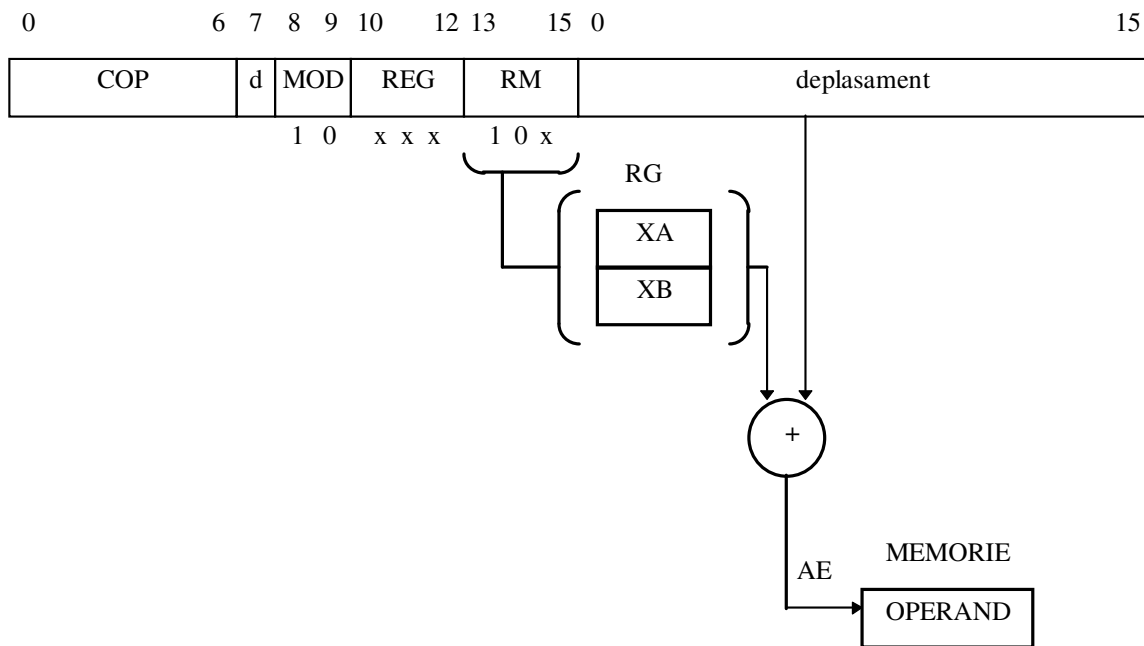 0 6 7 8 9 10 12 13 15 0 15
COP d MOD REG RM deplasament
1 0 x x x 1 0 x
RG
XA
XB
+
MEMORIE
AE
OPERAND